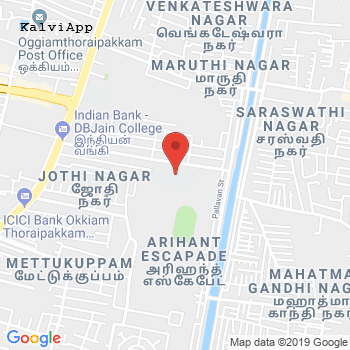 VENKATESHWARA
NAGAR
வெங்கடேஷ்வரா
நகர்
KalviApp
Oggiamthoraipakkam
Post Office
ஒக்கியம்...
MARUTHI NAGAR
மாருதி
நகர்
Indian Bank -
DBJain College
இந்தியன்
வங்கி
SARASWATHI
NAGAR
சரஸ்வதி
நகர்
JOTHI NAGAR
ஜோதி
நகர்
Pallavan St
ICICI Bank Okkiam
Thoraipakkam...
ARIHANT
ESCAPADE
அரிஹந்த்
எஸ்கேபேட்
METTUKUPPAM
மேட்டுக்குப்பம்
MAHATMA
GANDHI NAGAR
மஹாத்மா
காந்தி நகர்
Google
Map data ©2019 Google